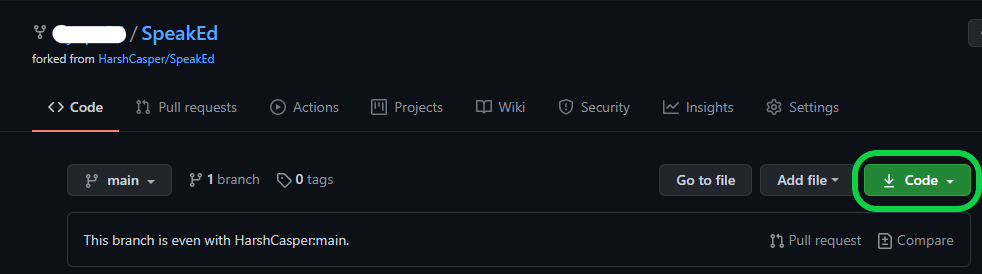 / SpeakEd
forked from HarshCasper/SpeakEd
Code Pull requests Actions Projects Wiki Security Insights Settings
main 1 branch 0 tags Go to file Add file Code
This branch is even with HarshCasper:main. Pull request Compare